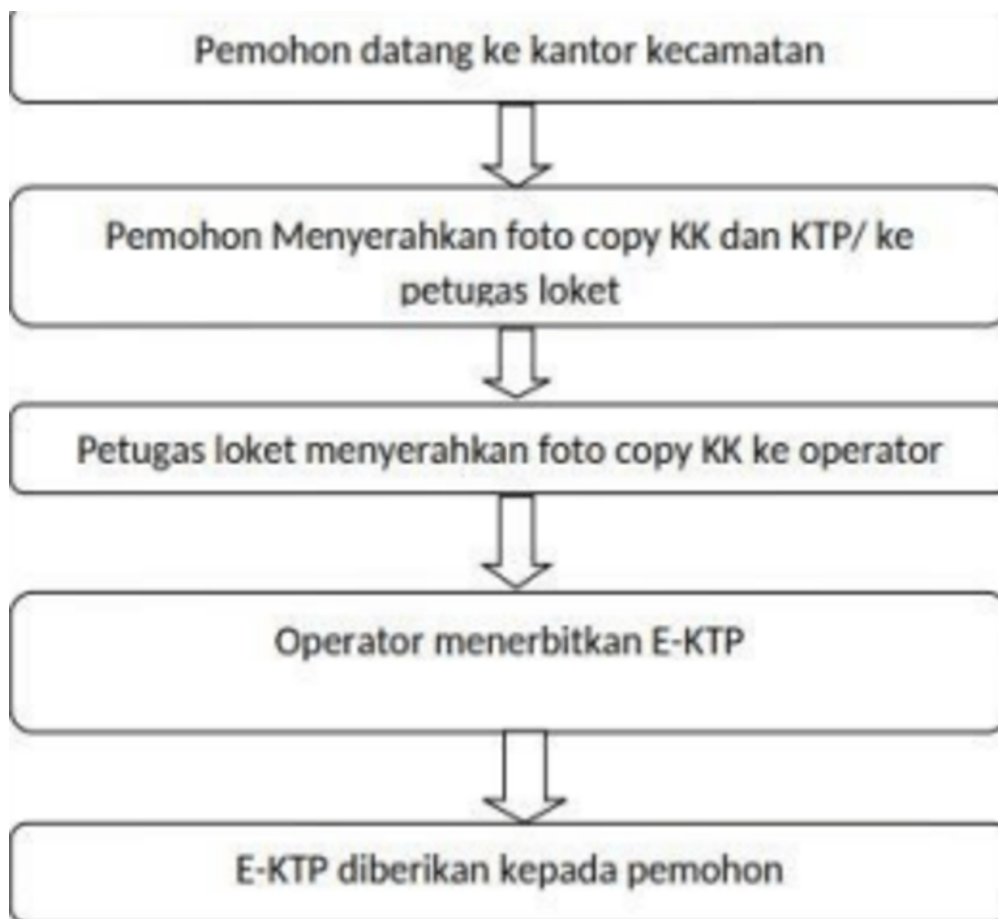 Pemohon datang ke kantor kecamatan
Pemohon Menyerahkan foto copy KK dan KTP/ ke
petugas loket
Petugas loket menyerahkan foto copy KK ke operator
Operator menerbitkan E-KTP
E-KTP diberikan kepada pemohon